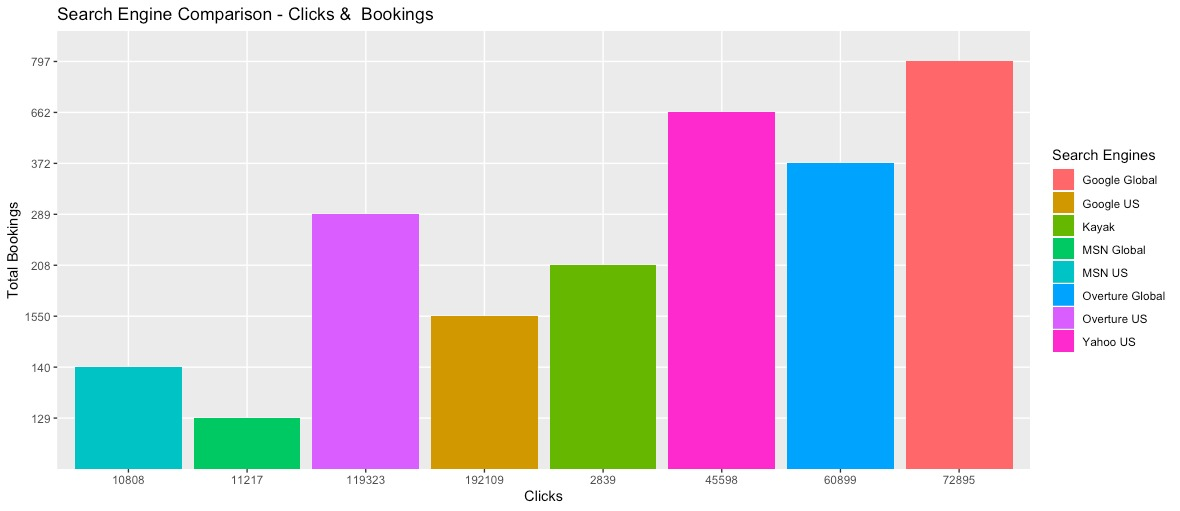 Search Engine Comparison - Clicks &  Bookings
Total Bookings
797
662
372
289
208
1550
140
129
10808 11217 119323 192109 2839 45598 60899 72895
Clicks
Search Engines
Google Global
Google US
Kayak
MSN Global
MSN US
Overture Global
Overture US
Yahoo US